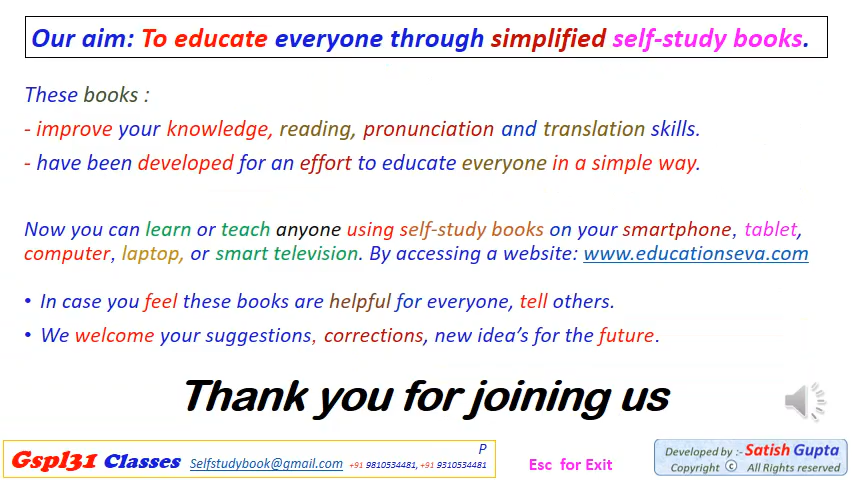 Our aim: To educate everyone through simplified self-study books.
These books :
- improve your knowledge, reading, pronunciation and translation skills.
- have been developed for an effort to educate everyone in a simple way.
Now you can learn or teach anyone using self-study books on your smartphone, tablet,
computer, laptop, or smart television. By accessing a website: www.educationseva.com
• In case you feel these books are helpful for everyone, tell others.
• We welcome your suggestions, corrections, new idea's for the future.
Thank you for joining us
P
Gspl31 Classes Selfstudybook@gmail.com +91 9810534481, +91 9310534481
Esc for Exit
Developed by :- Satish Gupta
Copyright © All Rights reserved